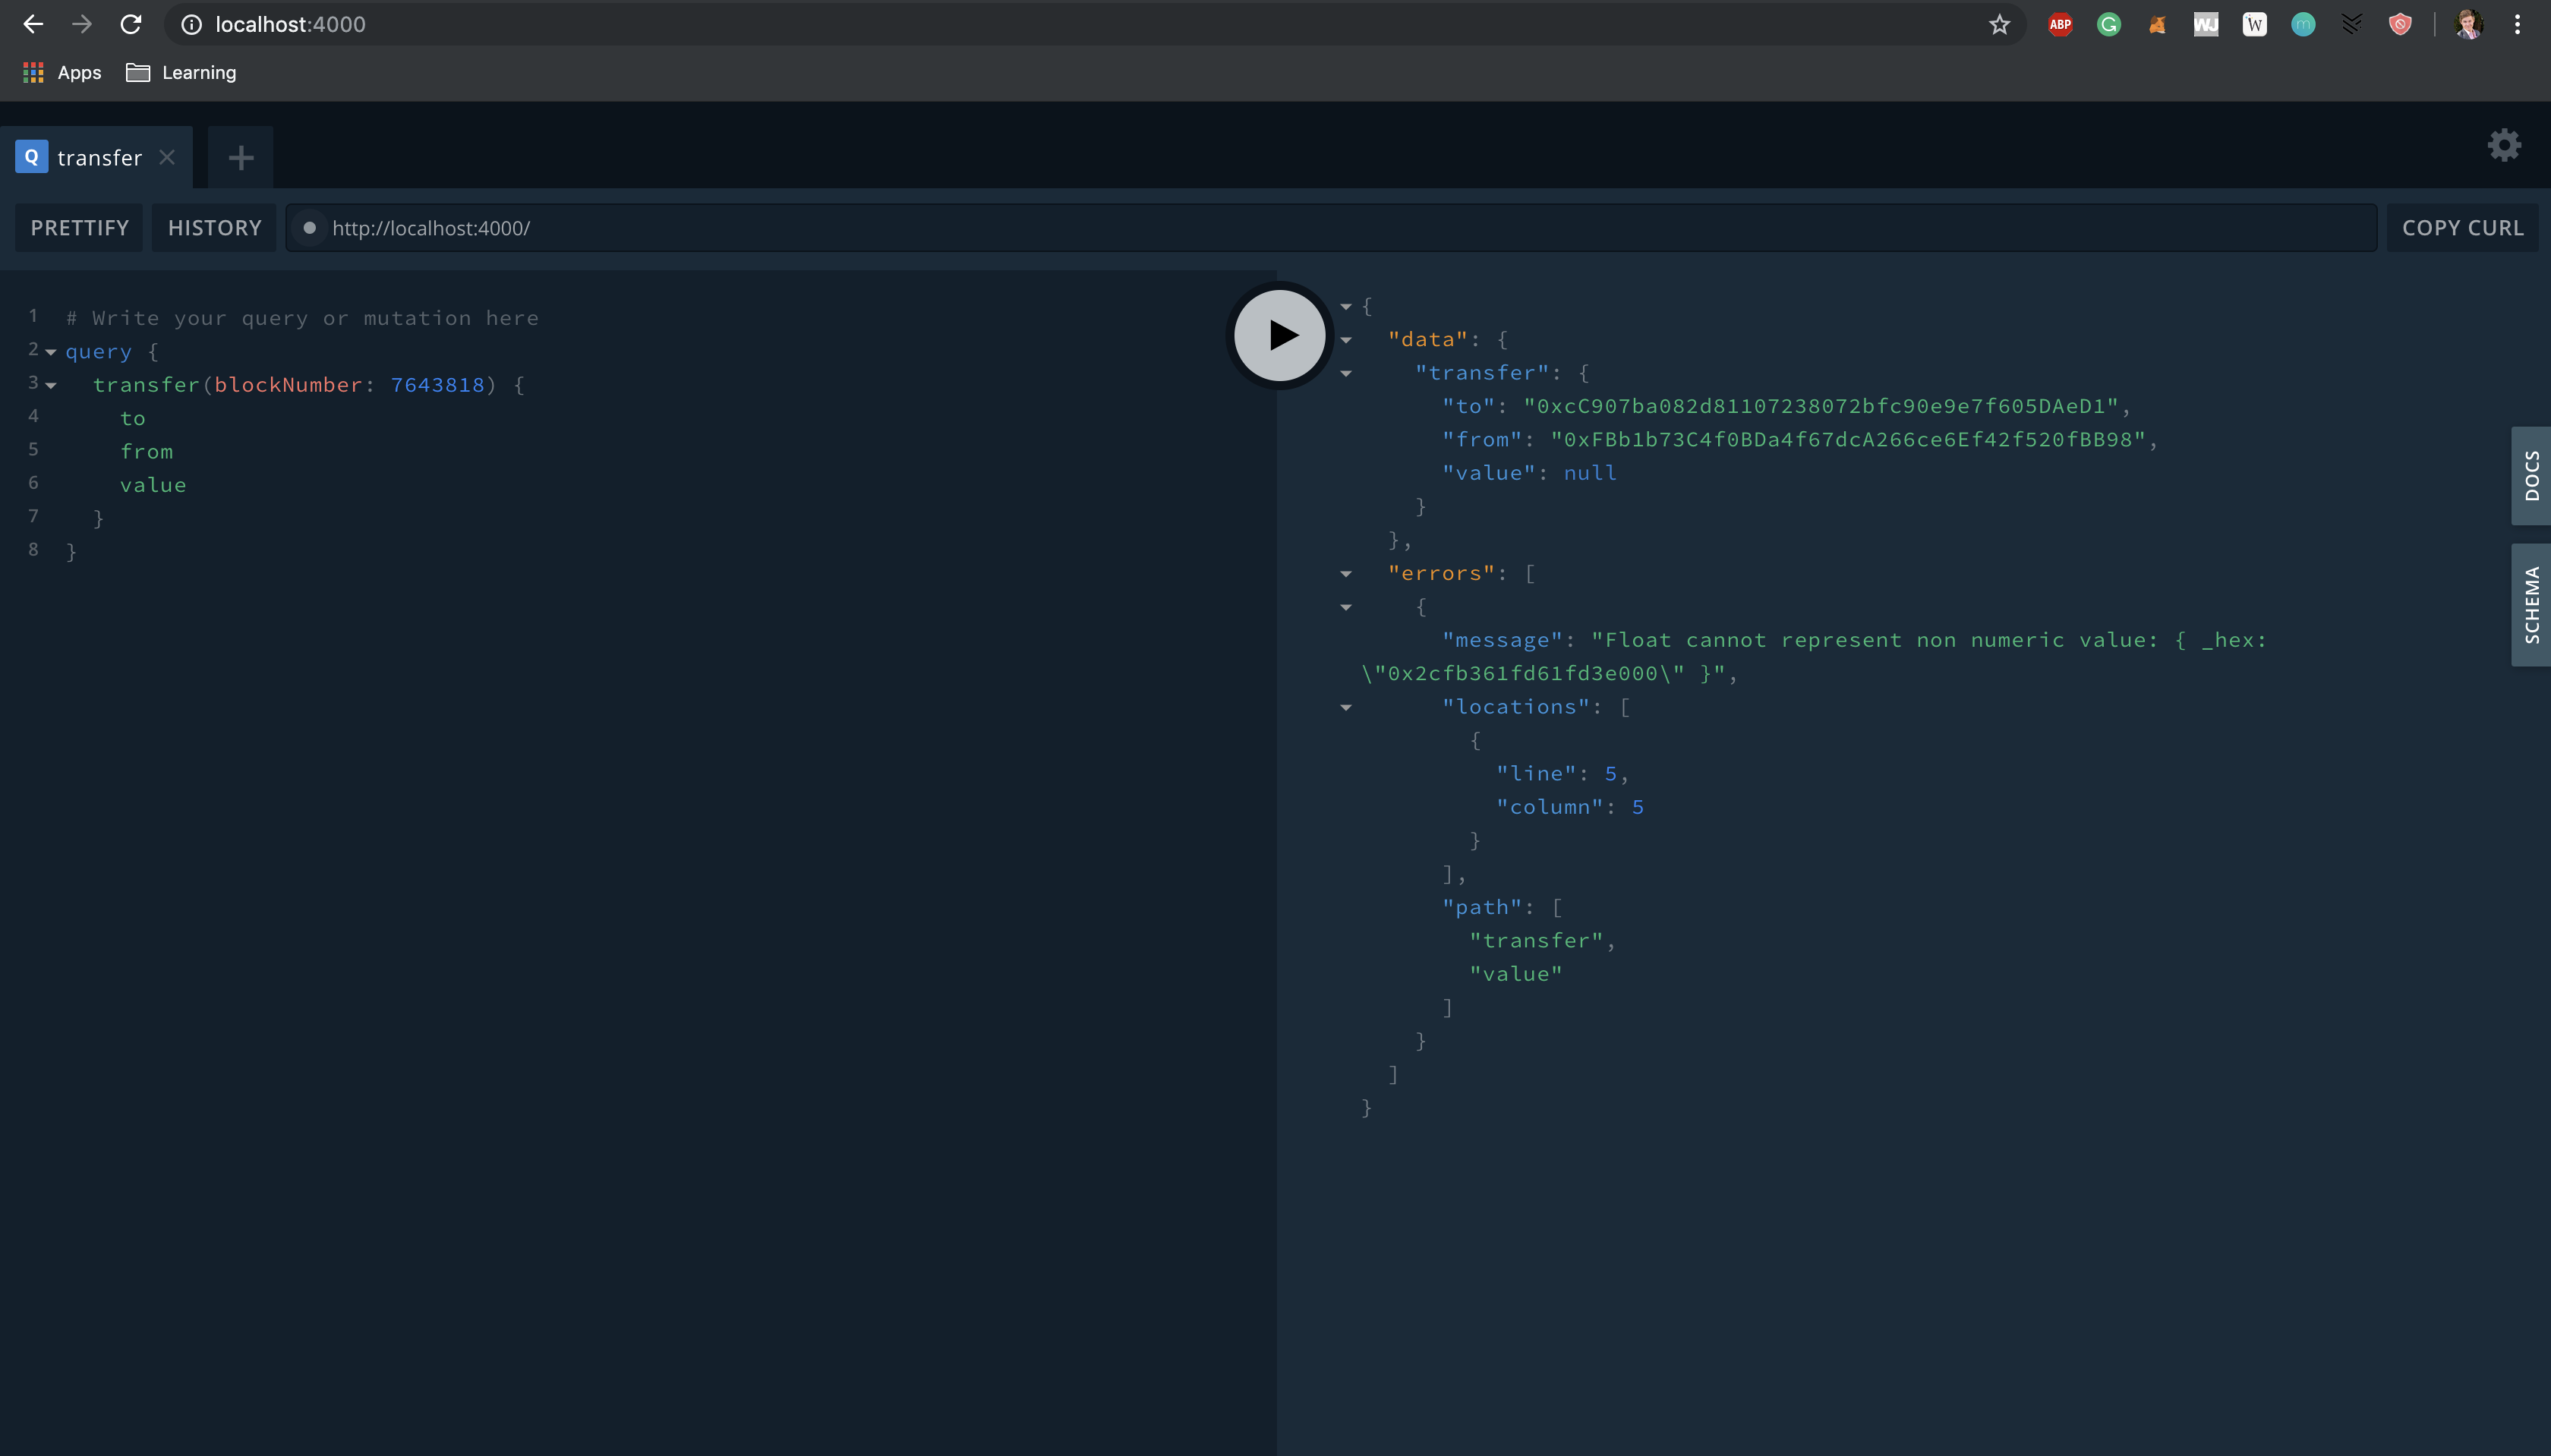 localhost:4000
ABP
G
WJ
W
m
Apps
Learning
Q transfer
PRETTIFY
HISTORY
http://localhost:4000/
COPY CURL
1 # Write your query or mutation here
2 query {
3 transfer(blockNumber: 7643818) {
4 to
5 from
6 value
7 }
8 }
{
"data": {
"transfer": {
"to": "0xcC907ba082d81107238072bfc90e9e7f605DAeD1",
"from": "0xFBb1b73C4f0BDa4f67dcA266ce6Ef42f520fBB98",
"value": null
}
},
"errors": [
{
"message": "Float cannot represent non numeric value: { _hex:
\"0x2cfb361fd61fd3e000\" }",
"locations": [
{
"line": 5,
"column": 5
}
],
"path": [
"transfer",
"value"
]
}
]
}
DOCS
SCHEMA